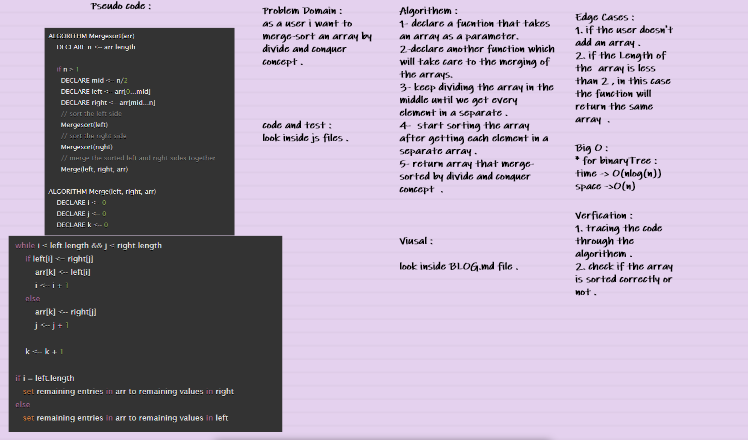 Pseudo code :
ALGORITHM Mergesort(arr)
DECLARE n <-- arr.length
if n > 1
DECLARE mid <-- n/2
DECLARE left <-- arr[0...mid]
DECLARE right <-- arr[mid...n]
// sort the left side
Mergesort(left)
// sort the right side
Mergesort(right)
// merge the sorted left and right sides together
Merge(left, right, arr)
ALGORITHM Merge(left, right, arr)
DECLARE i <-- 0
DECLARE j <-- 0
DECLARE k <-- 0
while i < left.length && j < right.length
if left[i] <-- right[j]
arr[k] <-- left[i]
i <-- i + 1
else
arr[k] <-- right[j]
j <-- j + 1
k <-- k + 1
if i = left.length
set remaining entries in arr to remaining values in right
else
set remaining entries in arr to remaining values in left
Problem Domain :
as a user i want to
merge-sort an array by
divide and conquer
concept .
code and test :
look inside js files .
Algorithem :
1- declare a fucntion that takes
an array as a parameter.
2-declare another function which
will take care to the merging of
the arrays.
3- keep dividing the array in the
middle until we get every
element in a separate .
4- start sorting the array
after getting each element in a
separate array .
5- return array that merge-
sorted by divide and conquer
concept .
Viusal :
look inside BLOG.md file .
Edge Cases :
1. if the user doesn't
add an array .
2. if the Length of
the array is less
than 2 , in this case
the function will
return the same
array .
Big O :
* for binaryTree :
time -> O(nlog(n))
space ->O(n)
Verfication :
1. tracing the code
through the
algorithem .
2. check if the array
is sorted correctly or
not .